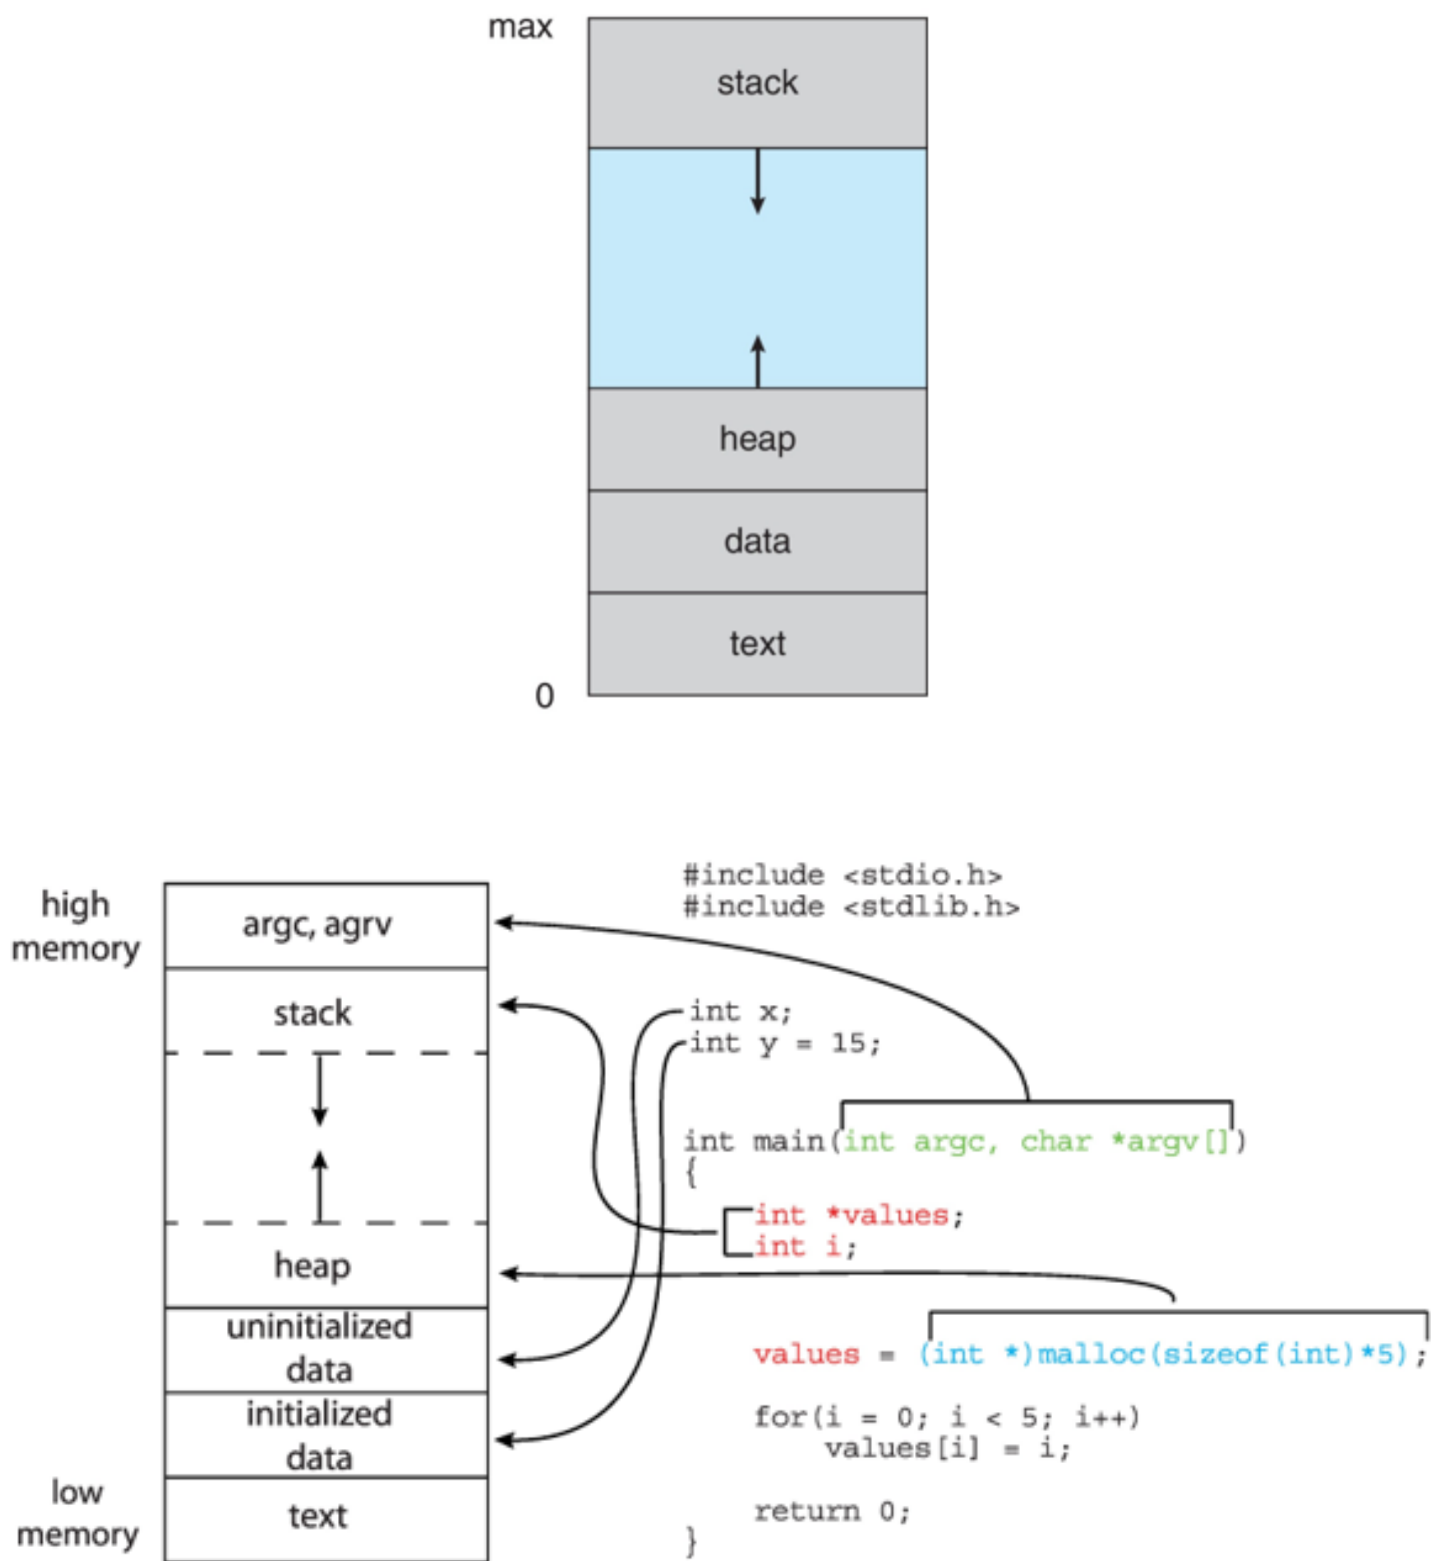 max
stack
heap
data
text
0
high
memory
argc, agrv
stack
heap
uninitialized
data
initialized
data
low
memory
text
#include <stdio.h>
#include <stdlib.h>
int x;
int y = 15;
int main(int argc, char *argv[])
{
int *values;
int i;
values = (int *)malloc(sizeof(int)*5);
for(i = 0; i < 5; i++)
values[i] = i;
return 0;
}